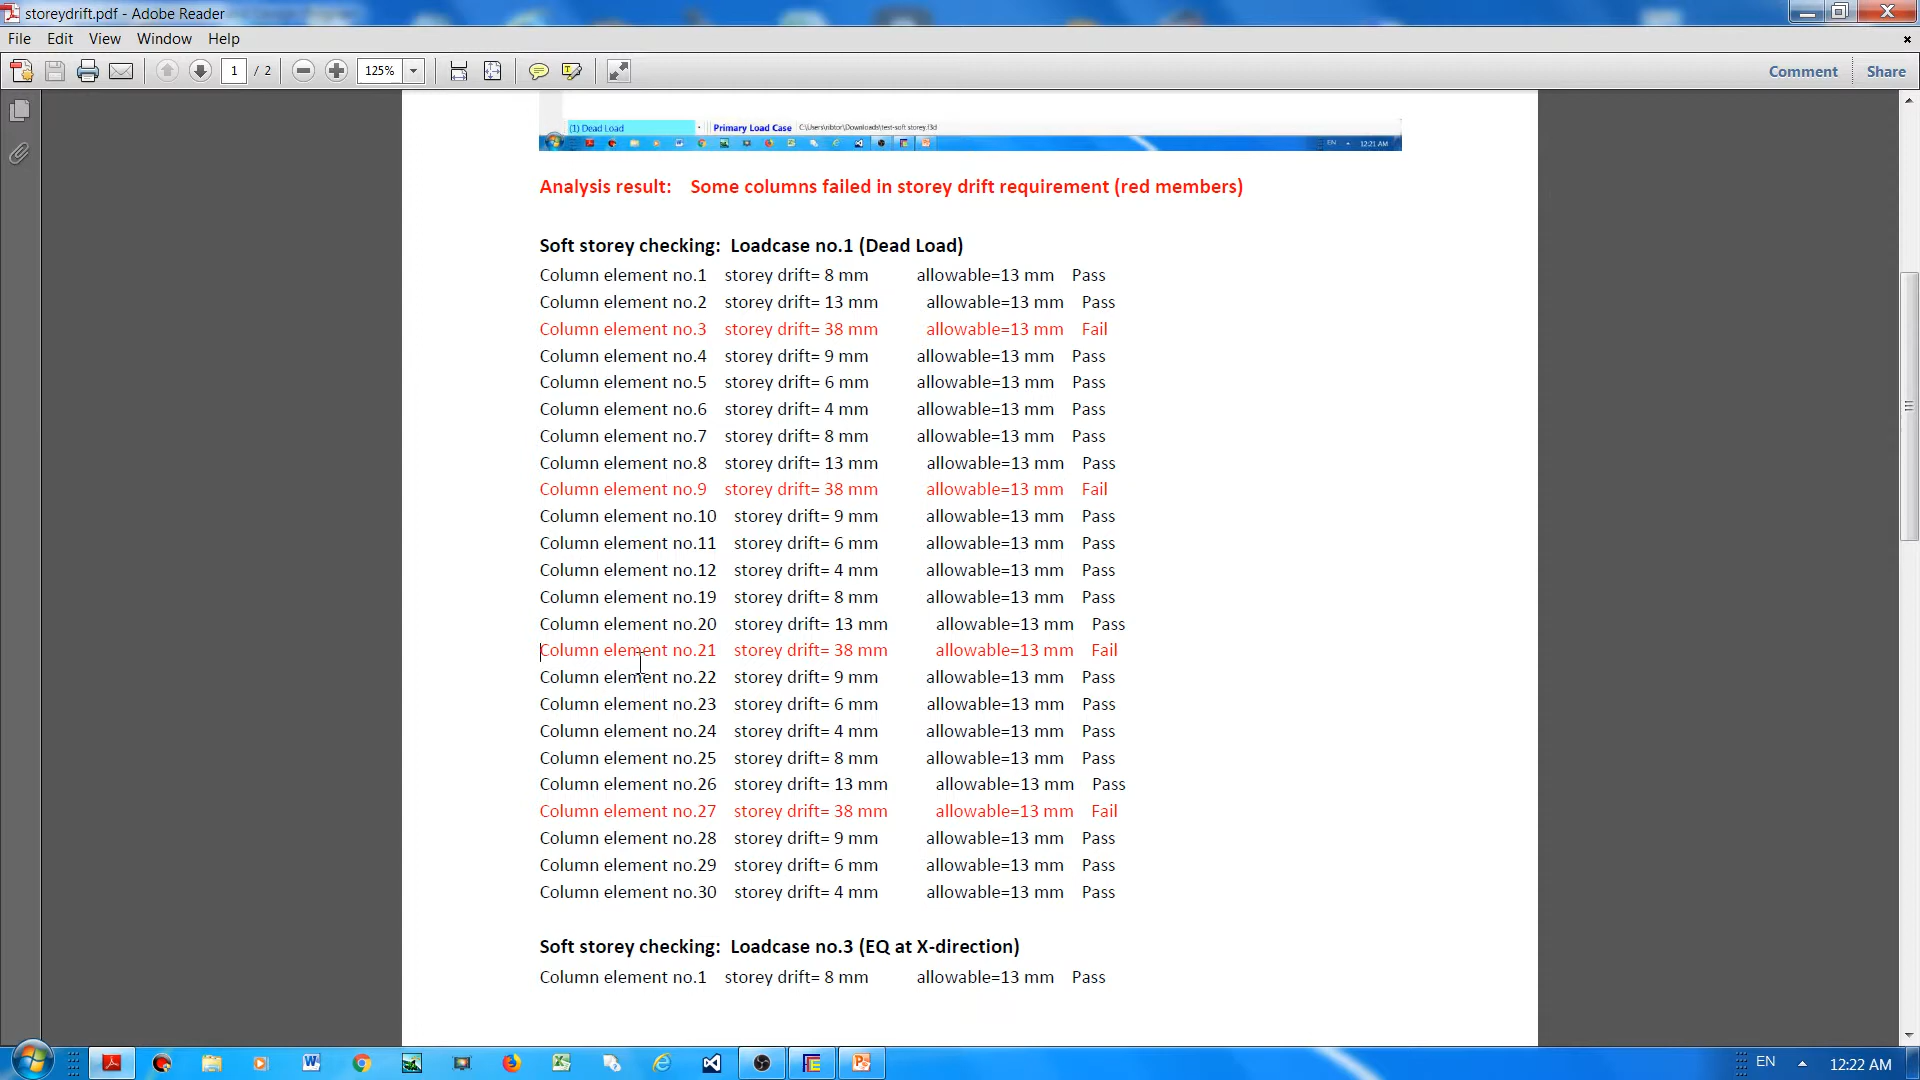 storeydrift.pdf - Adobe Reader
File Edit View Window Help
1 / 2 125% Comment Share
(1) Dead Load Primary Load Case C:\Users\vibtor\Downloads\test-soft storey.l3d
EN 12:21 AM
Analysis result: Some columns failed in storey drift requirement (red members)
Soft storey checking: Loadcase no.1 (Dead Load)
Column element no.1 storey drift= 8 mm allowable=13 mm Pass
Column element no.2 storey drift= 13 mm allowable=13 mm Pass
Column element no.3 storey drift= 38 mm allowable=13 mm Fail
Column element no.4 storey drift= 9 mm allowable=13 mm Pass
Column element no.5 storey drift= 6 mm allowable=13 mm Pass
Column element no.6 storey drift= 4 mm allowable=13 mm Pass
Column element no.7 storey drift= 8 mm allowable=13 mm Pass
Column element no.8 storey drift= 13 mm allowable=13 mm Pass
Column element no.9 storey drift= 38 mm allowable=13 mm Fail
Column element no.10 storey drift= 9 mm allowable=13 mm Pass
Column element no.11 storey drift= 6 mm allowable=13 mm Pass
Column element no.12 storey drift= 4 mm allowable=13 mm Pass
Column element no.19 storey drift= 8 mm allowable=13 mm Pass
Column element no.20 storey drift= 13 mm allowable=13 mm Pass
Column element no.21 storey drift= 38 mm allowable=13 mm Fail
Column element no.22 storey drift= 9 mm allowable=13 mm Pass
Column element no.23 storey drift= 6 mm allowable=13 mm Pass
Column element no.24 storey drift= 4 mm allowable=13 mm Pass
Column element no.25 storey drift= 8 mm allowable=13 mm Pass
Column element no.26 storey drift= 13 mm allowable=13 mm Pass
Column element no.27 storey drift= 38 mm allowable=13 mm Fail
Column element no.28 storey drift= 9 mm allowable=13 mm Pass
Column element no.29 storey drift= 6 mm allowable=13 mm Pass
Column element no.30 storey drift= 4 mm allowable=13 mm Pass
Soft storey checking: Loadcase no.3 (EQ at X-direction)
Column element no.1 storey drift= 8 mm allowable=13 mm Pass
EN 12:22 AM